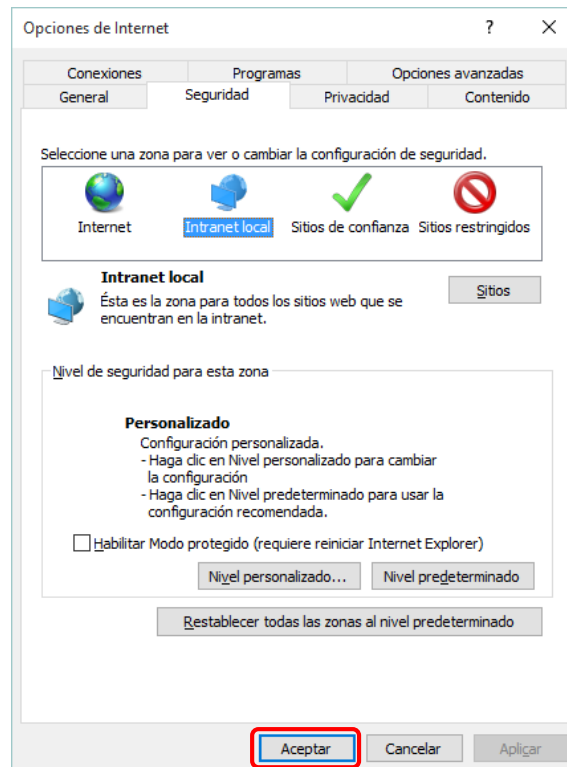 Opciones de Internet
?
Conexiones Programas Opciones avanzadas
General Seguridad Privacidad Contenido
Seleccione una zona para ver o cambiar la configuración de seguridad.
Internet Intranet local Sitios de confianza Sitios restringidos
Intranet local
Ésta es la zona para todos los sitios web que se
encuentran en la intranet.
Sitios
Nivel de seguridad para esta zona
Personalizado
Configuración personalizada.
- Haga clic en Nivel personalizado para cambiar
la configuración
- Haga clic en Nivel predeterminado para usar la
configuración recomendada.
Habilitar Modo protegido (requiere reiniciar Internet Explorer)
Nivel personalizado... Nivel predeterminado
Restablecer todas las zonas al nivel predeterminado
Aceptar Cancelar Aplicar